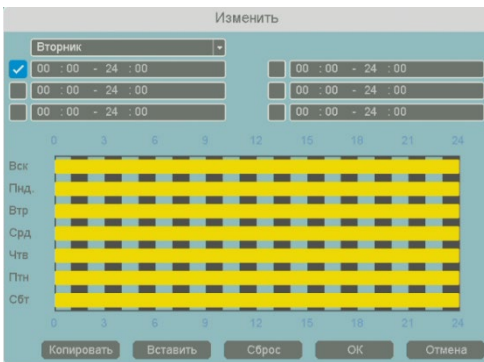 Изменить
Вторник
00 : 00 - 24 : 00 00 : 00 - 24 : 00
00 : 00 - 24 : 00 00 : 00 - 24 : 00
00 : 00 - 24 : 00 00 : 00 - 24 : 00
0 3 6 9 12 15 18 21 24
Вск
Пнд.
Втр
Срд
Чтв
Птн
Сбт
0 3 6 9 12 15 18 21 24
Копировать Вставить Сброс OK Отмена